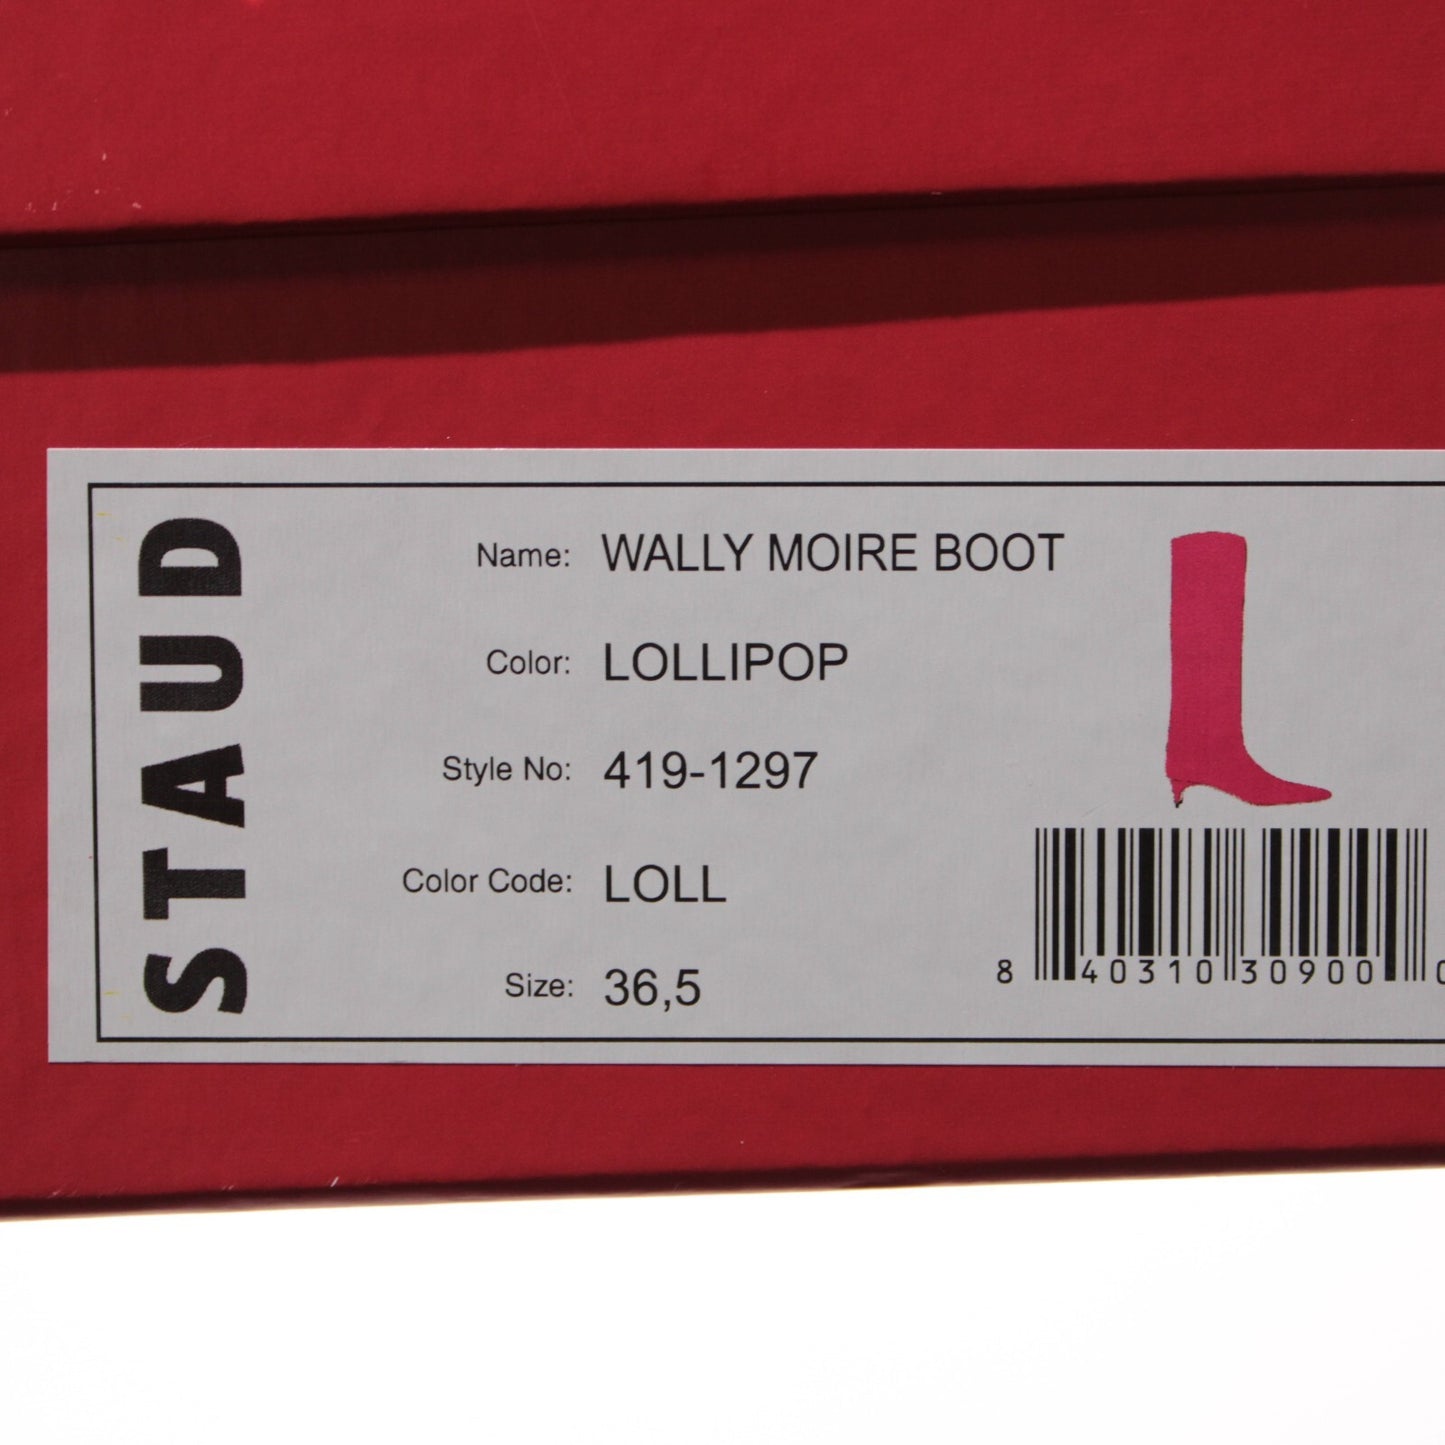 STAUD
Name: WALLY MOIRE BOOT
Color: LOLLIPOP
Style No: 419-1297
Color Code: LOLL
Size: 36,5
8 40310 30900 0